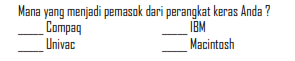 Mana yang menjadi pemasok dari perangkat keras Anda ?
_____ Compaq _____ IBM
_____ Univac _____ Macintosh